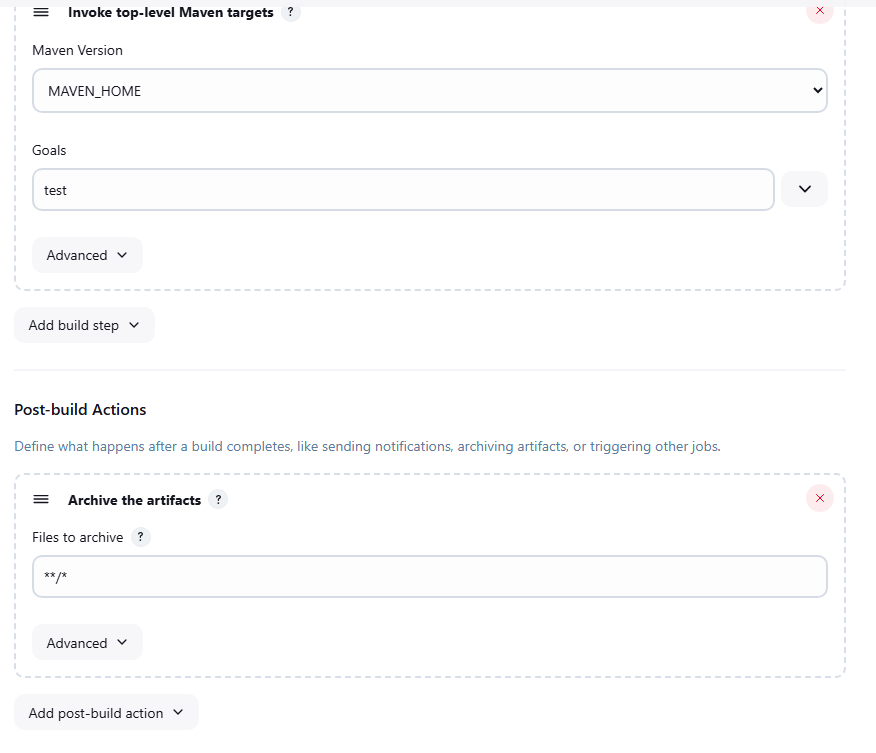 Invoke top-level Maven targets ?
Maven Version
MAVEN_HOME
Goals
test
Advanced
Add build step
Post-build Actions
Define what happens after a build completes, like sending notifications, archiving artifacts, or triggering other jobs.
Archive the artifacts ?
Files to archive ?
**/*
Advanced
Add post-build action